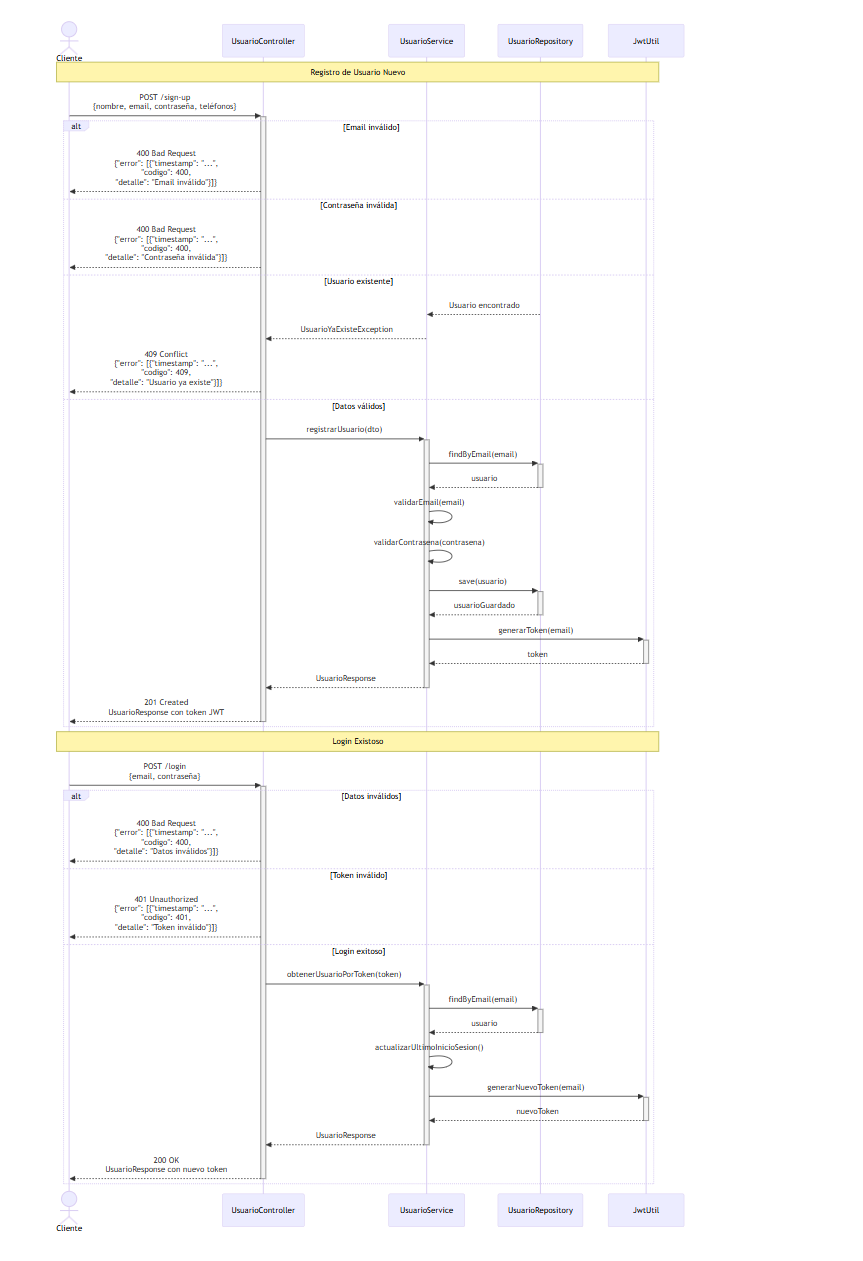 UsuarioController
UsuarioService
UsuarioRepository
JwtUtil
Cliente
Registro de Usuario Nuevo
POST /sign-up
{nombre, email, contraseña, teléfonos}
alt
[Email inválido]
400 Bad Request
{"error": [{"timestamp": "...",
"codigo": 400,
"detalle": "Email inválido"}]}
[Contraseña inválida]
400 Bad Request
{"error": [{"timestamp": "...",
"codigo": 400,
"detalle": "Contraseña inválida"}]}
[Usuario existente]
Usuario encontrado
UsuarioYaExisteException
409 Conflict
{"error": [{"timestamp": "...",
"codigo": 409,
"detalle": "Usuario ya existe"}]}
[Datos válidos]
registrarUsuario(dto)
findByEmail(email)
usuario
validarEmail(email)
validarContrasena(contrasena)
save(usuario)
usuarioGuardado
generarToken(email)
token
UsuarioResponse
201 Created
UsuarioResponse con token JWT
Login Existoso
POST /login
{email, contraseña}
alt
[Datos inválidos]
400 Bad Request
{"error": [{"timestamp": "...",
"codigo": 400,
"detalle": "Datos inválidos"}]}
[Token inválido]
401 Unauthorized
{"error": [{"timestamp": "...",
"codigo": 401,
"detalle": "Token inválido"}]}
[Login exitoso]
obtenerUsuarioPorToken(token)
findByEmail(email)
usuario
actualizarUltimoInicioSesion()
generarNuevoToken(email)
nuevoToken
UsuarioResponse
200 OK
UsuarioResponse con nuevo token
UsuarioController
UsuarioService
UsuarioRepository
JwtUtil
Cliente